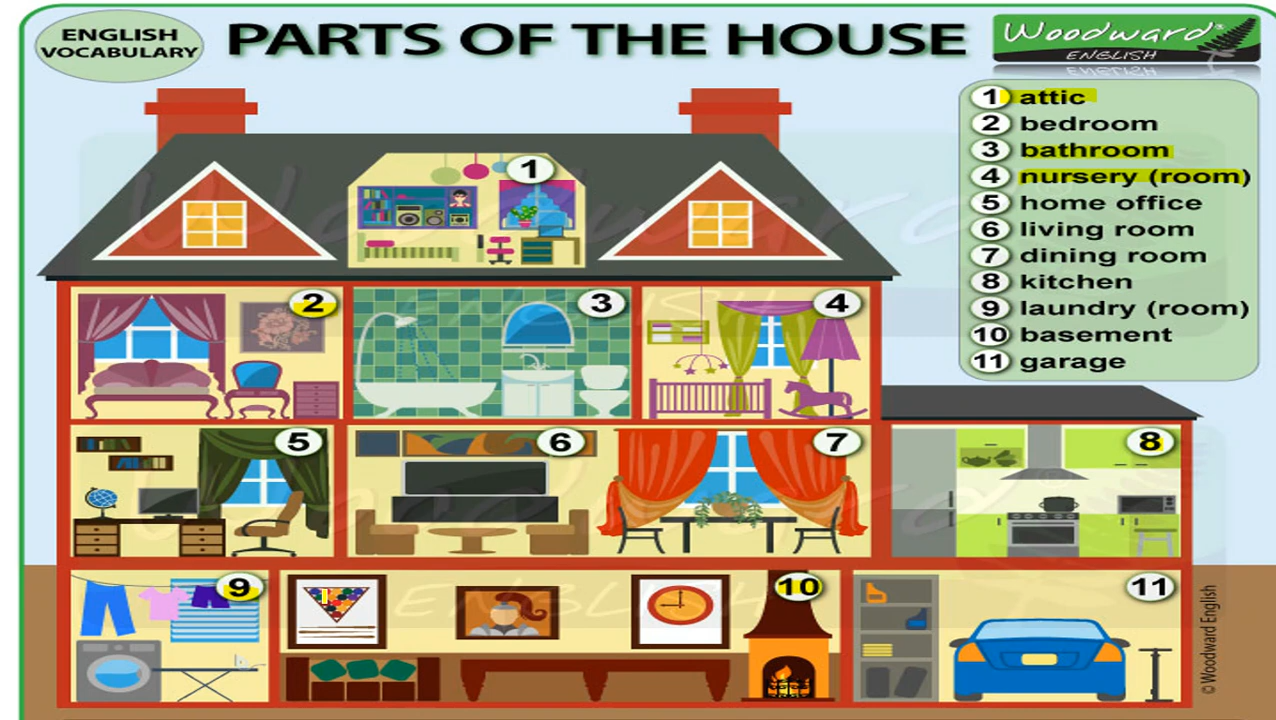 ENGLISH
VOCABULARY
PARTS OF THE HOUSE
Woodward®
ENGLISH
1 attic
2 bedroom
3 bathroom
4 nursery (room)
5 home office
6 living room
7 dining room
8 kitchen
9 laundry (room)
10 basement
11 garage
1
2
3
4
5
6
7
8
9
10
11
© Woodward English